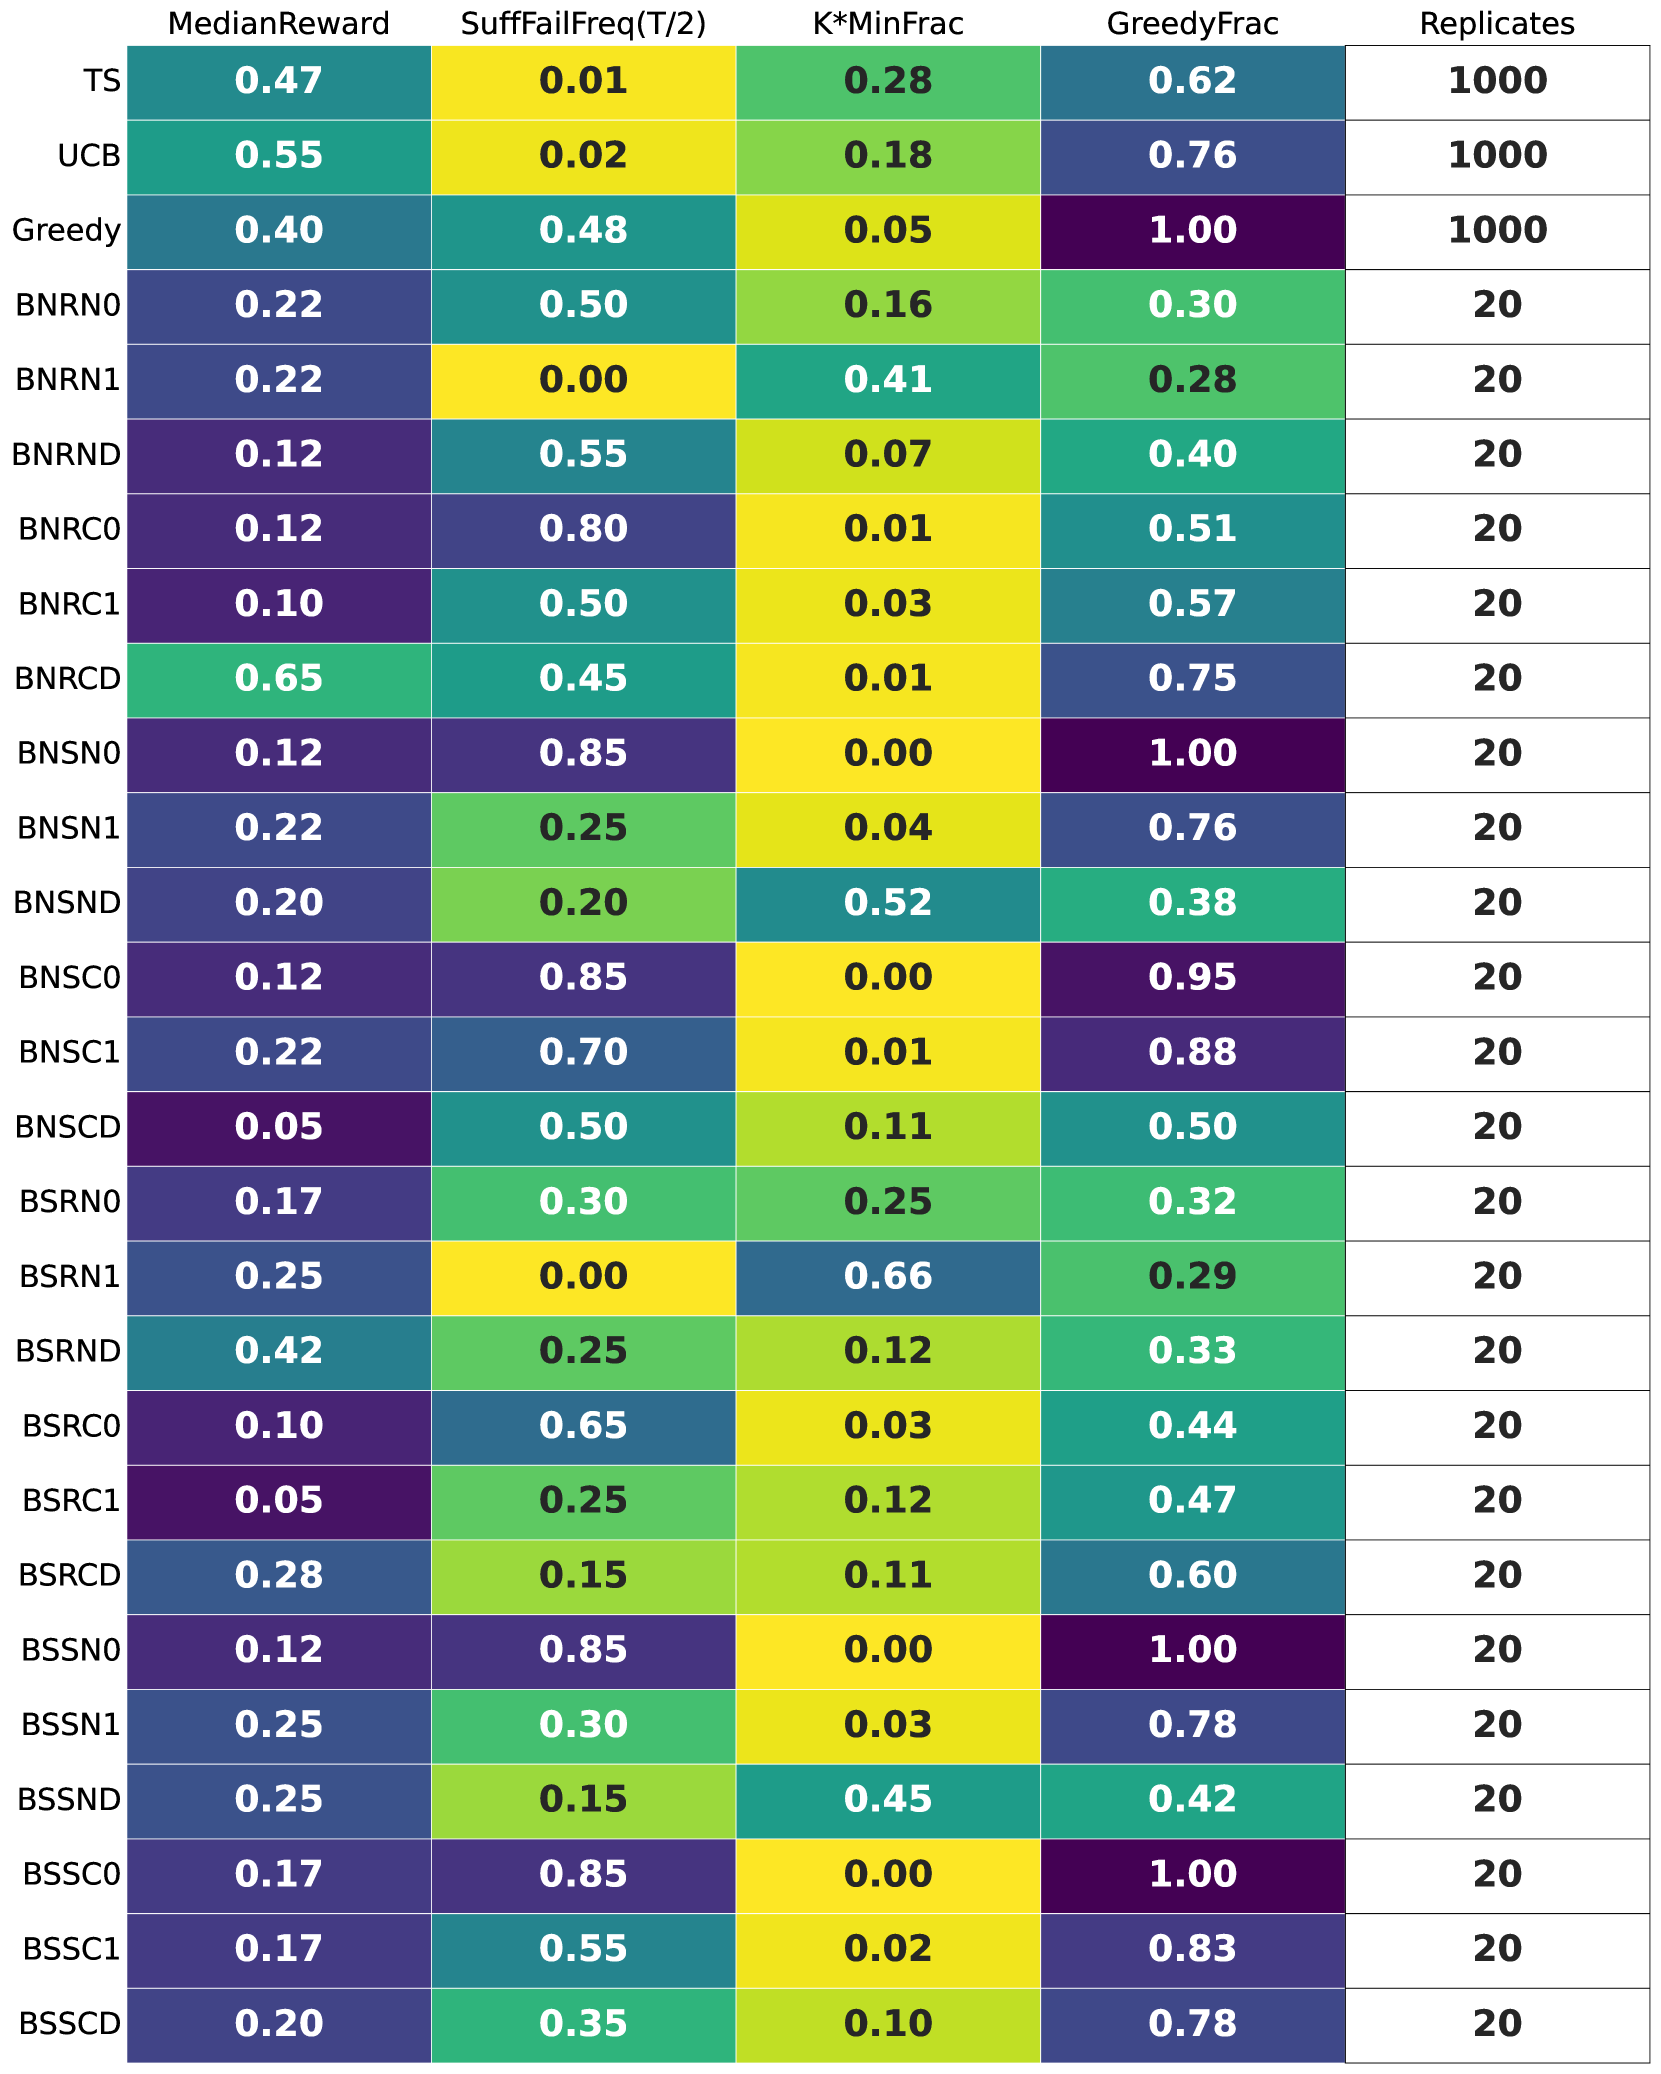 MedianReward SuffFailFreq(T/2) K*MinFrac GreedyFrac Replicates
TS 0.47 0.01 0.28 0.62 1000
UCB 0.55 0.02 0.18 0.76 1000
Greedy 0.40 0.48 0.05 1.00 1000
BNRN0 0.22 0.50 0.16 0.30 20
BNRN1 0.22 0.00 0.41 0.28 20
BNRND 0.12 0.55 0.07 0.40 20
BNRC0 0.12 0.80 0.01 0.51 20
BNRC1 0.10 0.50 0.03 0.57 20
BNRCD 0.65 0.45 0.01 0.75 20
BNSN0 0.12 0.85 0.00 1.00 20
BNSN1 0.22 0.25 0.04 0.76 20
BNSND 0.20 0.20 0.52 0.38 20
BNSC0 0.12 0.85 0.00 0.95 20
BNSC1 0.22 0.70 0.01 0.88 20
BNSCD 0.05 0.50 0.11 0.50 20
BSRN0 0.17 0.30 0.25 0.32 20
BSRN1 0.25 0.00 0.66 0.29 20
BSRND 0.42 0.25 0.12 0.33 20
BSRC0 0.10 0.65 0.03 0.44 20
BSRC1 0.05 0.25 0.12 0.47 20
BSRCD 0.28 0.15 0.11 0.60 20
BSSN0 0.12 0.85 0.00 1.00 20
BSSN1 0.25 0.30 0.03 0.78 20
BSSND 0.25 0.15 0.45 0.42 20
BSSC0 0.17 0.85 0.00 1.00 20
BSSC1 0.17 0.55 0.02 0.83 20
BSSCD 0.20 0.35 0.10 0.78 20